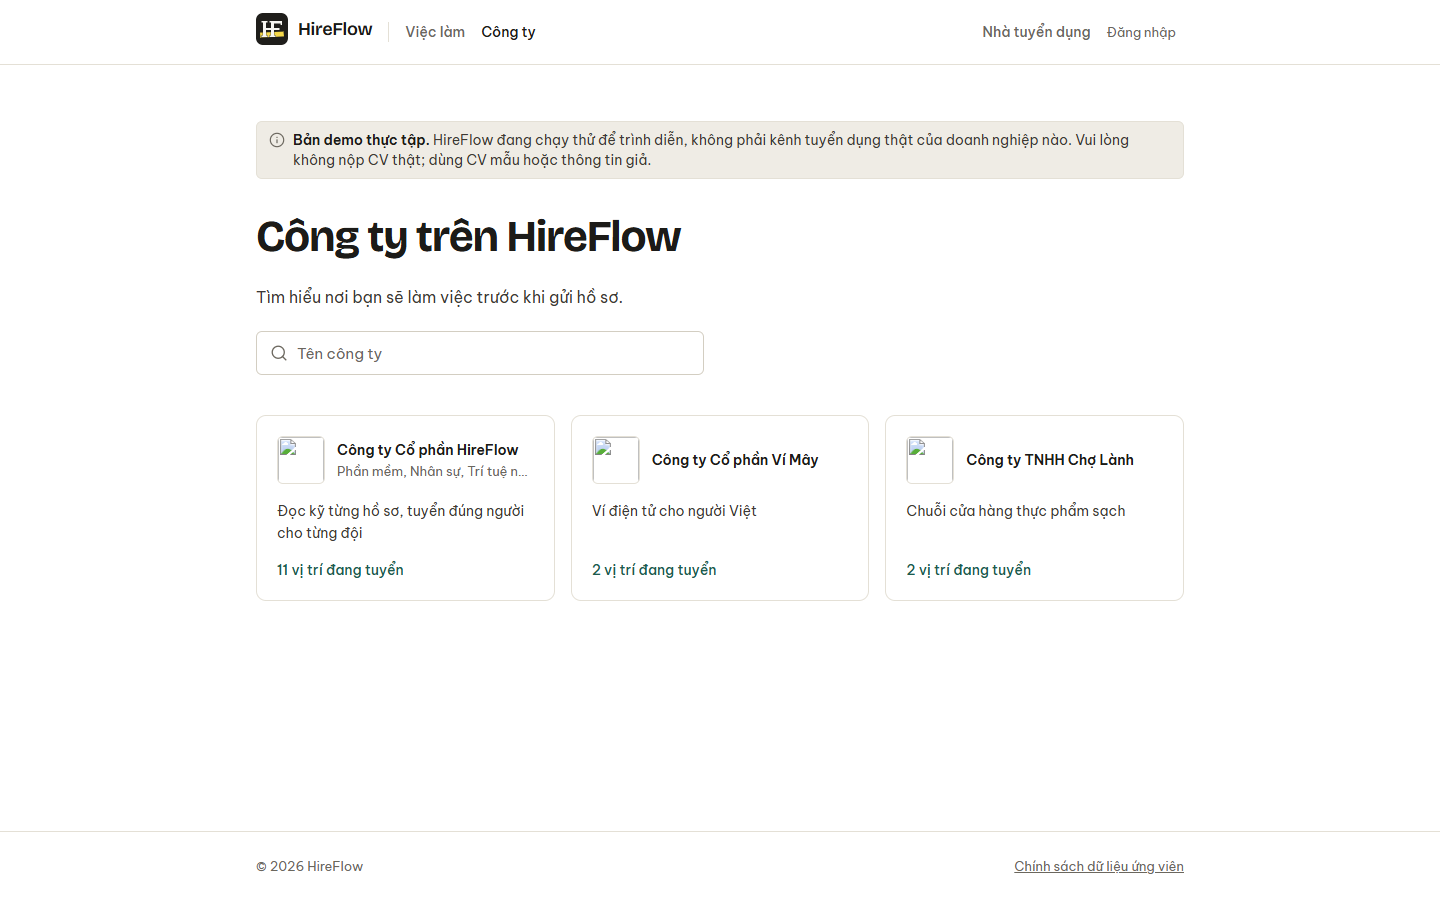 HF HireFlow Việc làm Công ty Nhà tuyển dụng Đăng nhập
Bản demo thực tập. HireFlow đang chạy thử để trình diễn, không phải kênh tuyển dụng thật của doanh nghiệp nào. Vui lòng
không nộp CV thật; dùng CV mẫu hoặc thông tin giả.
Công ty trên HireFlow
Tìm hiểu nơi bạn sẽ làm việc trước khi gửi hồ sơ.
Tên công ty
Công ty Cổ phần HireFlow
Phần mềm, Nhân sự, Trí tuệ n...
Đọc kỹ từng hồ sơ, tuyển đúng người
cho từng đội
11 vị trí đang tuyển
Công ty Cổ phần Ví Mây
Ví điện tử cho người Việt
2 vị trí đang tuyển
Công ty TNHH Chợ Lành
Chuỗi cửa hàng thực phẩm sạch
2 vị trí đang tuyển
© 2026 HireFlow Chính sách dữ liệu ứng viên